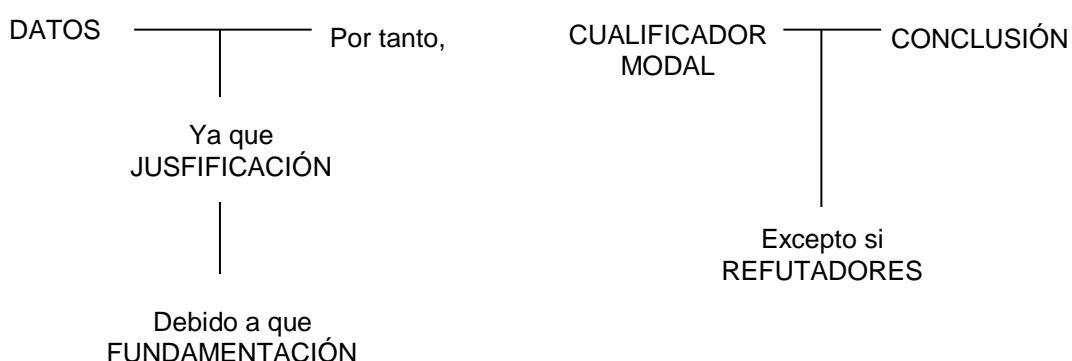 DATOS
Por tanto,
CUALIFICADOR
MODAL
CONCLUSIÓN
Ya que
JUSFIFICACIÓN
Excepto si
REFUTADORES
Debido a que
FUNDAMENTACIÓN